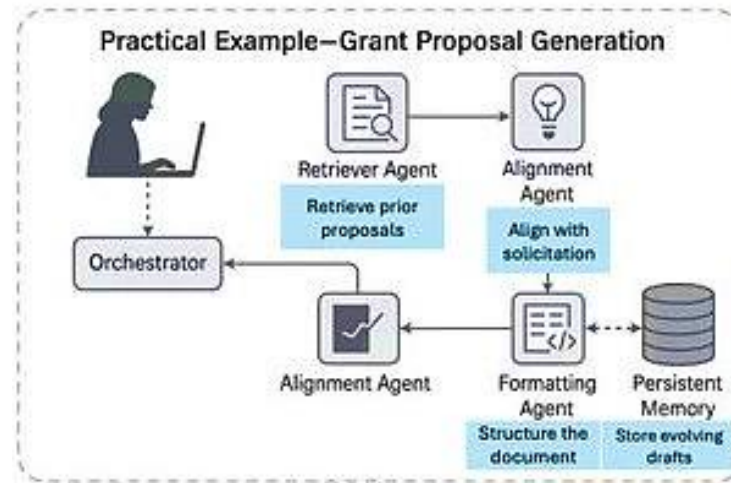 Practical Example—Grant Proposal Generation
Retriever Agent
Retrieve prior
proposals
Alignment
Agent
Align with
solicitation
Orchestrator
Alignment Agent
Formatting
Agent
Structure the
document
</>
Persistent
Memory
Store evolving
drafts